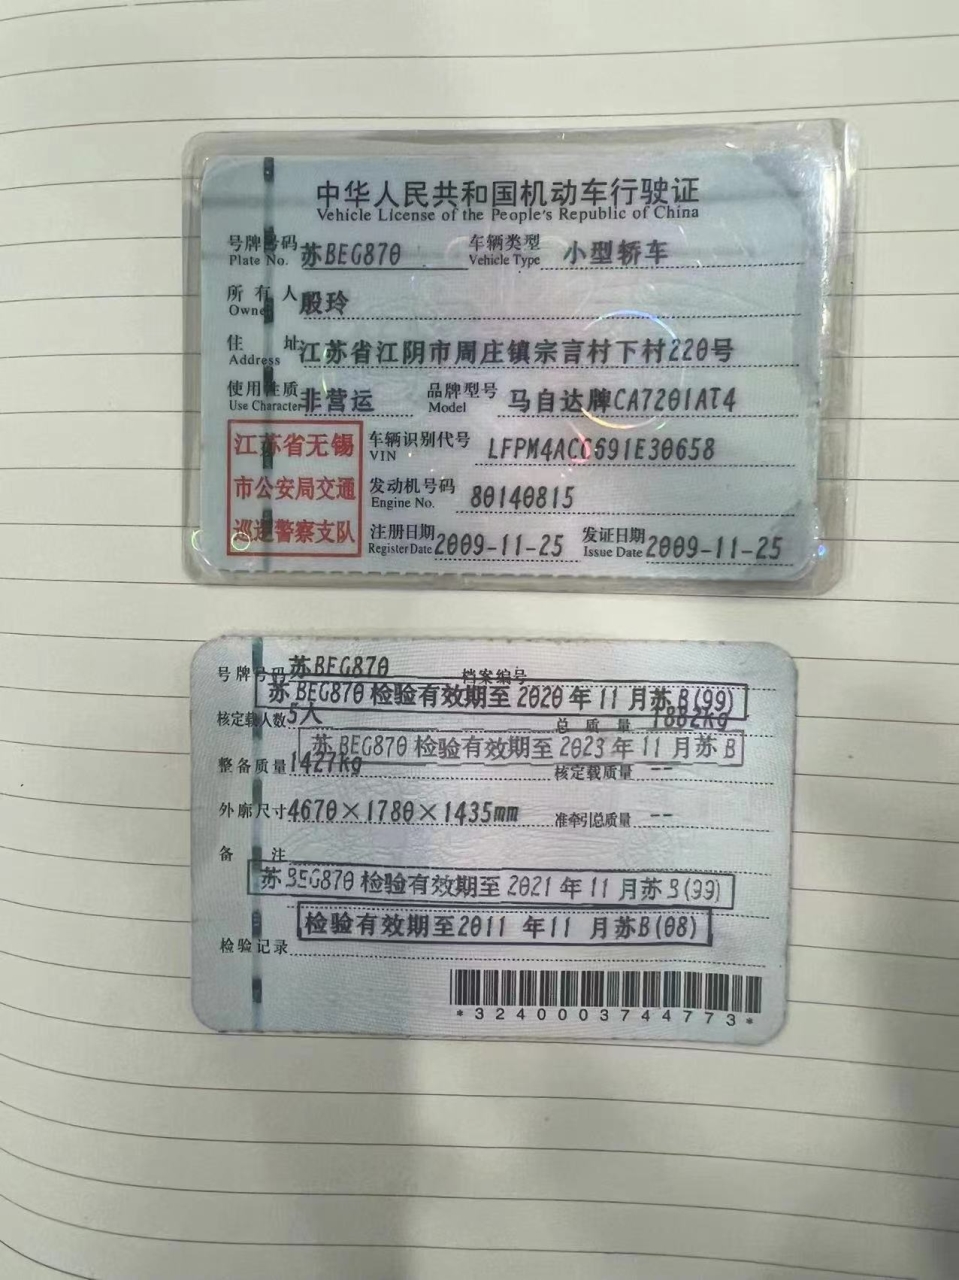 中华人民共和国机动车行驶证
Vehicle License of the People's Republic of China
号牌号码 苏BEG870 车辆类型 小型轿车
Plate No. Vehicle Type
所有人 殷玲
Owner
住址 江苏省江阴市周庄镇宗言村下村220号
Address
使用性质 非营运 品牌型号 马自达牌CA7201AT4
Use Character Model
江苏省无锡
市公安局交通
巡逻警察支队
车辆识别代号
VIN
发动机号码 80140815
Engine No.
注册日期 2009-11-25 发证日期 2009-11-25
Register Date Issue Date
号牌号码 苏BEG870 档案编号
苏BEG870检验有效期至2020年11月苏B(99)
核定载人数 5人 总质量
苏BEG870检验有效期至2023年11月苏B
整备质量 1427kg 核定载质量 --
外廓尺寸 4670×1780×1435mm 准牵引总质量 --
备注
苏BEG870检验有效期至2021年11月苏B(99)
检验有效期至2011年11月苏B(08)
检验记录
*3240003744773*